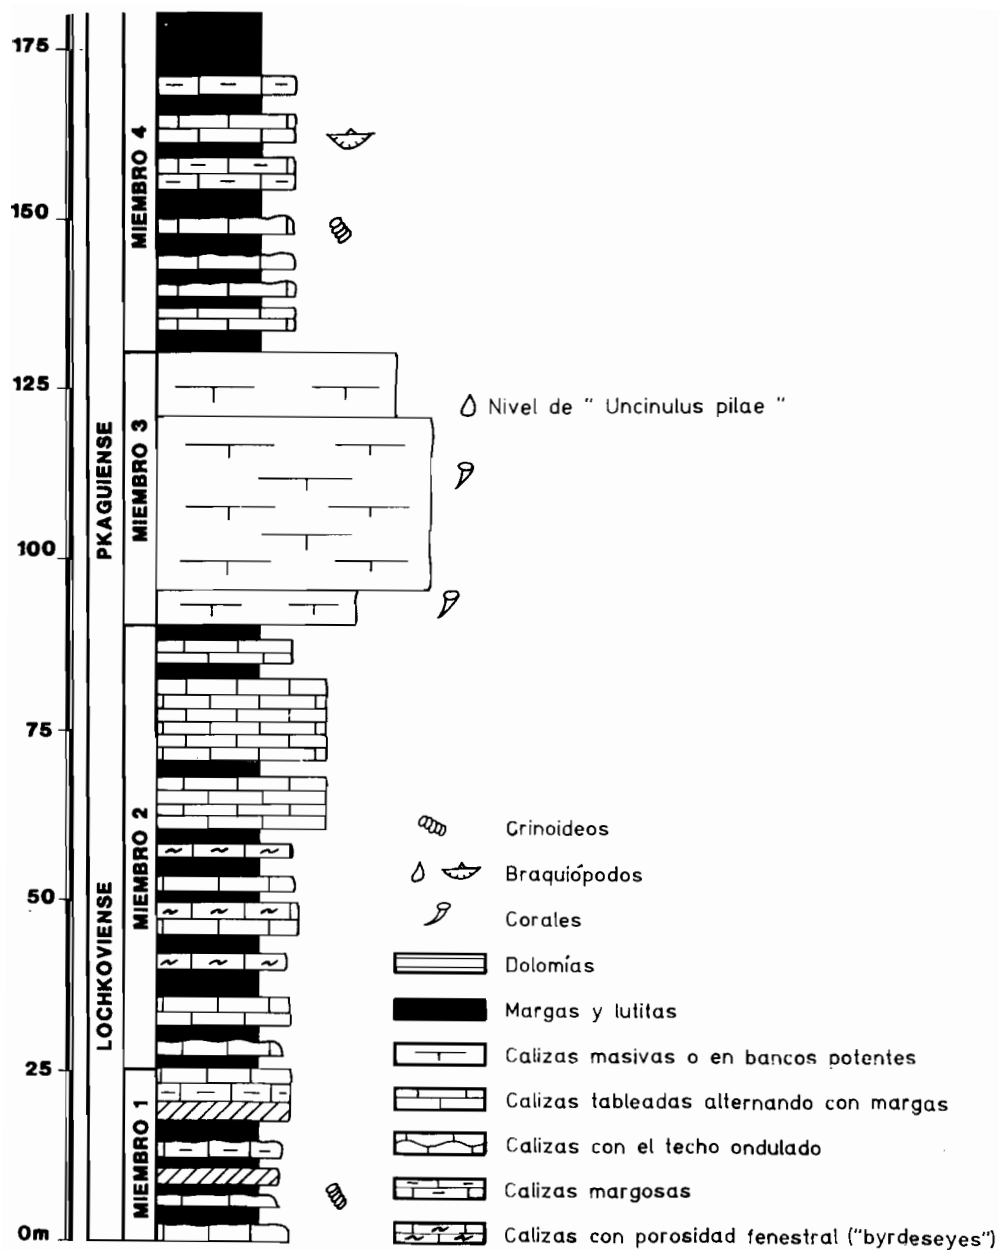 175
150
125
100
75
50
25
0m
PKAGUIENSE
LOCHKOVIENSE
MIEMBRO 4
MIEMBRO 3
MIEMBRO 2
MIEMBRO 1
Nivel de " Uncinulus pilae "
Crinoideos
Braquiópodos
Corales
Dolomías
Margas y lutitas
Calizas masivas o en bancos potentes
Calizas tableadas alternando con margas
Calizas con el techo ondulado
Calizas margosas
Calizas con porosidad fenestral ("byrdeseyes")